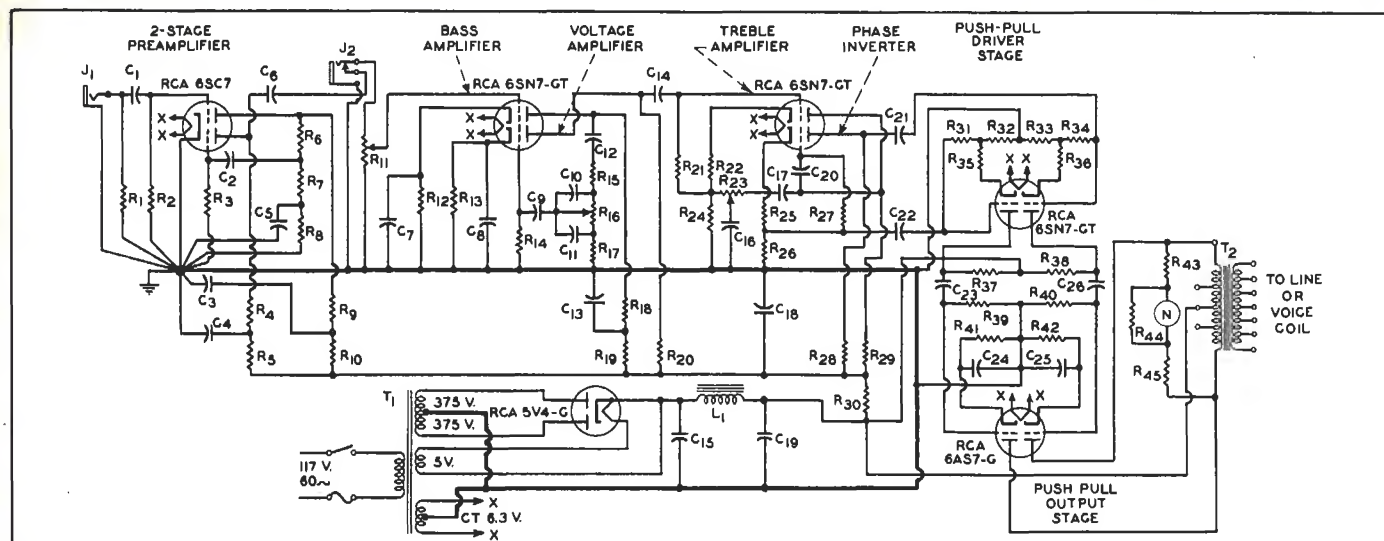 2-STAGE
PREAMPLIFIER
BASS
AMPLIFIER
VOLTAGE
AMPLIFIER
TREBLE
AMPLIFIER
PHASE
INVERTER
PUSH-PULL
DRIVER
STAGE
J1
C1
RCA 6SC7
C6
J2
RCA 6SN7-GT
C14
RCA 6SN7-GT
C21
X
X
R6
X
X
X
X
R31
R32
R33
R34
R35
X
X
R36
R11
C12
C2
R7
C10
R15
R21
R22
R23
C17
C20
R1
R2
R3
C5
R8
C7
R12
R13
C8
C9
R14
R16
C11
R17
R24
C16
R25
R27
R26
C22
RCA
6SN7-GT
T2
R38
R43
R37
C23
C26
N
TO LINE
OR
VOICE
COIL
C3
C4
R4
R9
C13
R18
C18
R39
R40
R44
R5
R10
R19
R20
R28
R29
R41
R42
C24
C25
R45
T1
375 V.
375 V.
RCA 5V4-G
L1
R30
X
X
5V.
C15
C19
RCA
6AS7-G
117 V.
60~
X
CT 6.3 V.
X
PUSH PULL
OUTPUT
STAGE